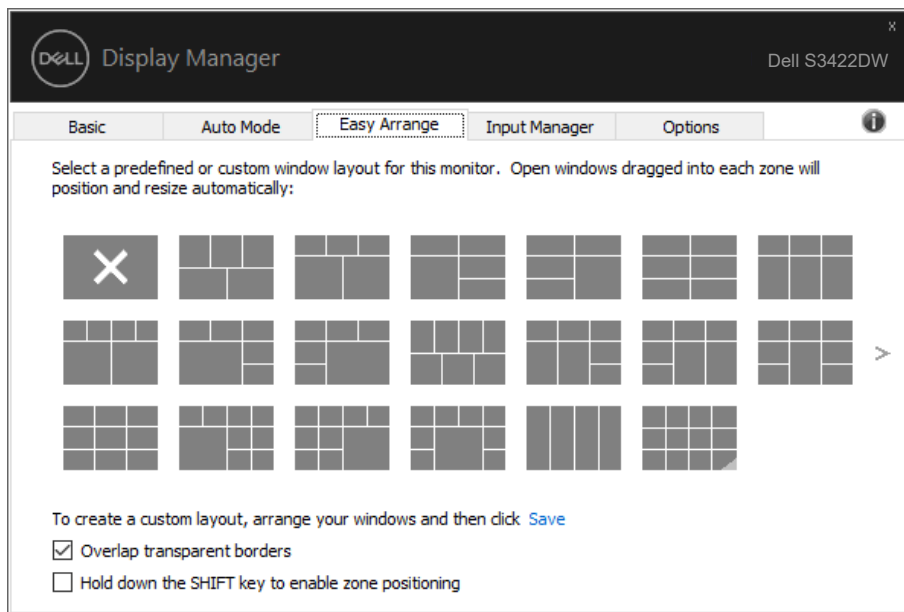 x
DELL Display Manager
Dell S3422DW
Basic Auto Mode Easy Arrange Input Manager Options
Select a predefined or custom window layout for this monitor. Open windows dragged into each zone will
position and resize automatically:
>
To create a custom layout, arrange your windows and then click Save
Overlap transparent borders
Hold down the SHIFT key to enable zone positioning